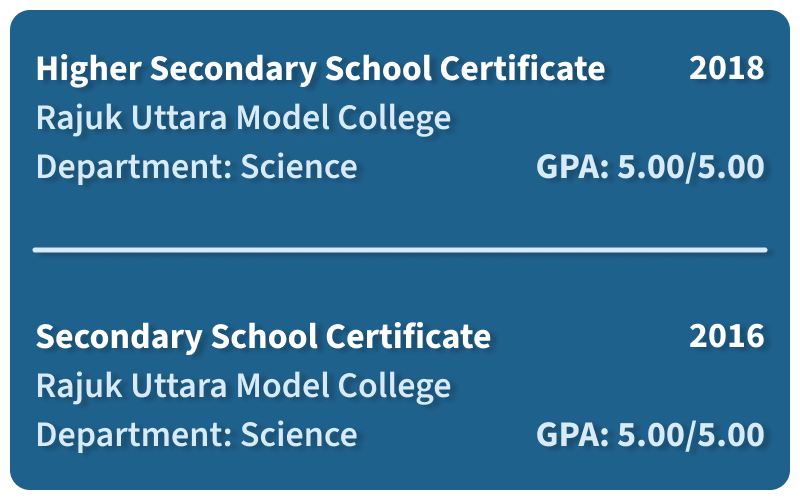 Higher Secondary School Certificate 2018
Rajuk Uttara Model College
Department: Science GPA: 5.00/5.00
Secondary School Certificate 2016
Rajuk Uttara Model College
Department: Science GPA: 5.00/5.00